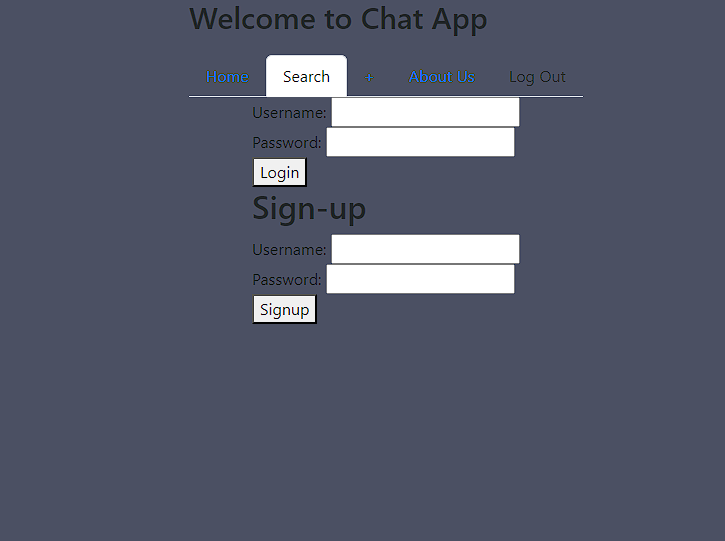 Welcome to Chat App
Home Search + About Us Log Out
Username:
Password:
Login
Sign-up
Username:
Password:
Signup